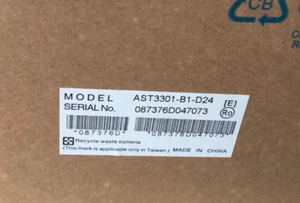 CB
MODEL AST3301-B1-D24 [E]
SERIAL No. 087376D047073 Ro
*087376D* *087376D047073*
Recycle waste batterie
(This mark is applicable only in Taiwan.) MADE IN CHINA